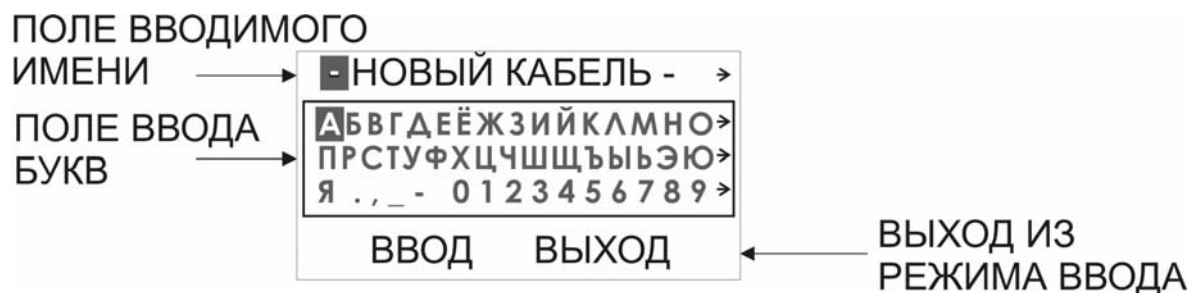 ПОЛЕ ВВОДИМОГО
ИМЕНИ
- НОВЫЙ КАБЕЛЬ -
ПОЛЕ ВВОДА
БУКВ
АБВГДЕЁЖЗИЙКЛМНО
ПРСТУФХЦЧШЩЪЫЬЭЮ
Я .,_- 0123456789
ВВОД ВЫХОД
ВЫХОД ИЗ
РЕЖИМА ВВОДА